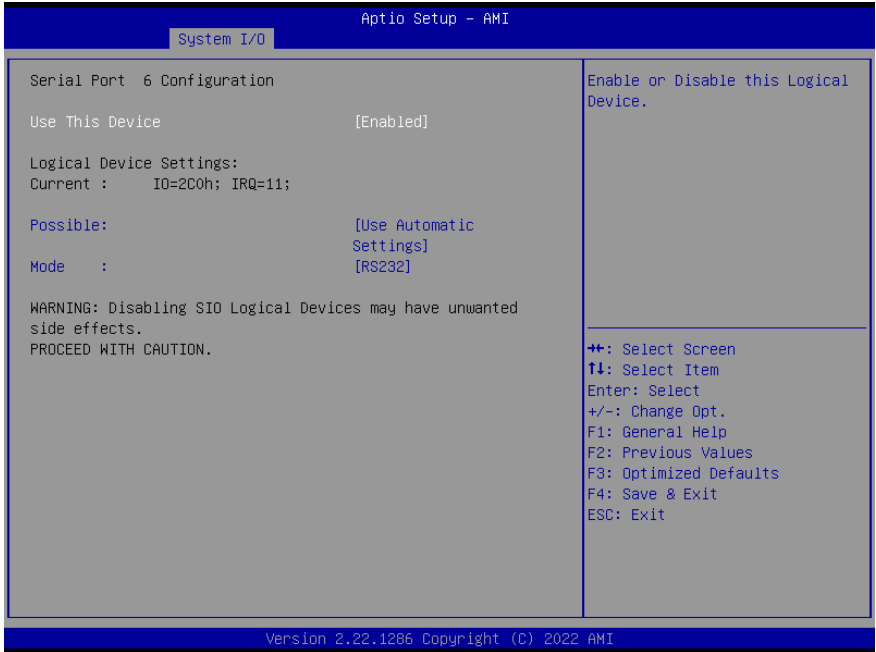 Aptio Setup – AMI
System I/O
Serial Port  6 Configuration
Use This Device [Enabled]
Logical Device Settings:
Current :     IO=2C0h; IRQ=11;
Possible: [Use Automatic
Settings]
Mode    : [RS232]
WARNING: Disabling SIO Logical Devices may have unwanted
side effects.
PROCEED WITH CAUTION.
Enable or Disable this Logical
Device.
→←: Select Screen
↑↓: Select Item
Enter: Select
+/-: Change Opt.
F1: General Help
F2: Previous Values
F3: Optimized Defaults
F4: Save & Exit
ESC: Exit
Version 2.22.1286 Copyright (C) 2022 AMI